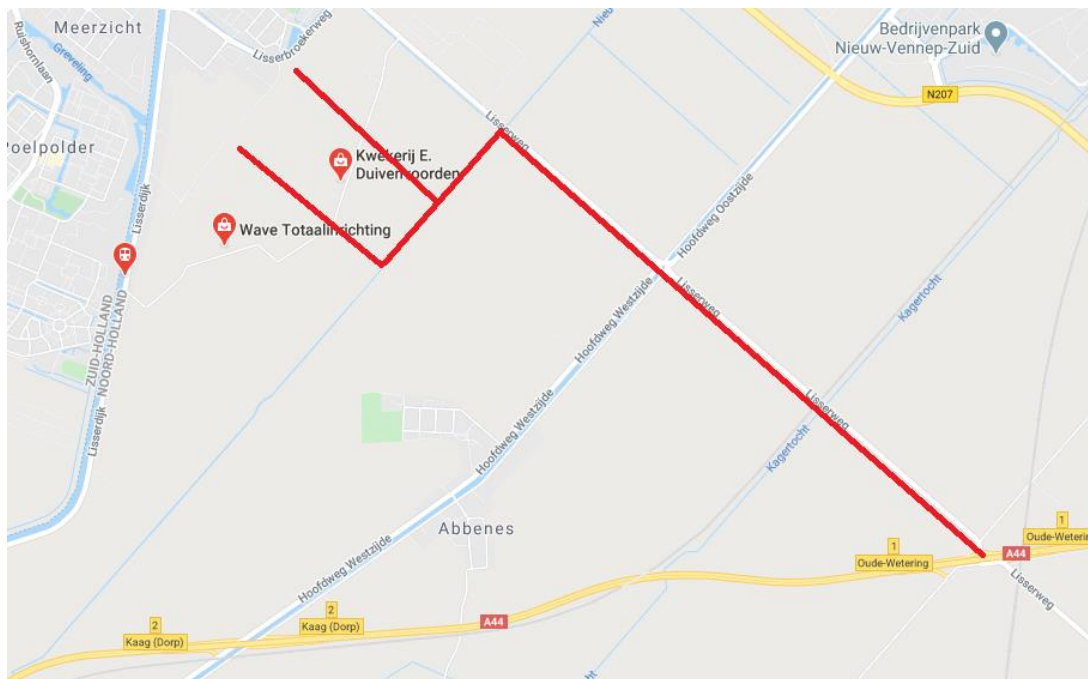 Meerzicht
Ruishornlaan
Greveling
Lisserbroekerweg
Bedrijvenpark
Nieuw-Vennep-Zuid
N207
Lisserweg
Kwekerij E.
Duivenvoorden
Poelpolder
Lisserdijk
Wave Totaalinrichting
Hoofdweg Oostzijde
Lisserweg
Kagertocht
ZUID-HOLLAND
NOORD-HOLLAND
Hoofdweg Westzijde
Lisserdijk
Lisserweg
Hoofdweg Westzijde
Kagertocht
Abbenes
1
Oude-Wetering
1
Oude-Wetering
A44
Lisserweg
Hoofdweg Westzijde
2
Kaag (Dorp)
2
Kaag (Dorp)
A44
Kagertocht